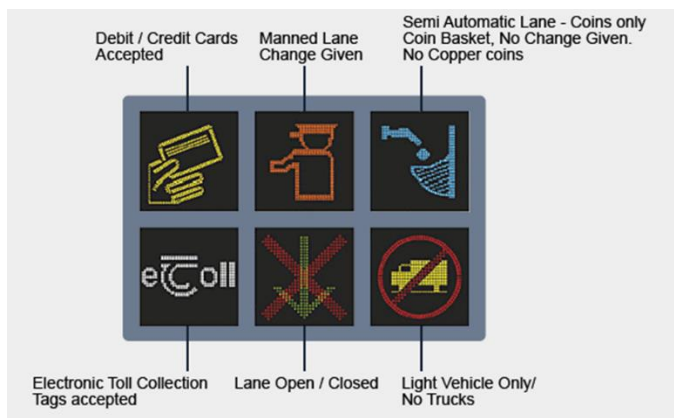 Debit / Credit Cards
Accepted
Manned Lane
Change Given
Semi Automatic Lane - Coins only
Coin Basket, No Change Given.
No Copper coins
eToll
Electronic Toll Collection
Tags accepted
Lane Open / Closed
Light Vehicle Only/
No Trucks